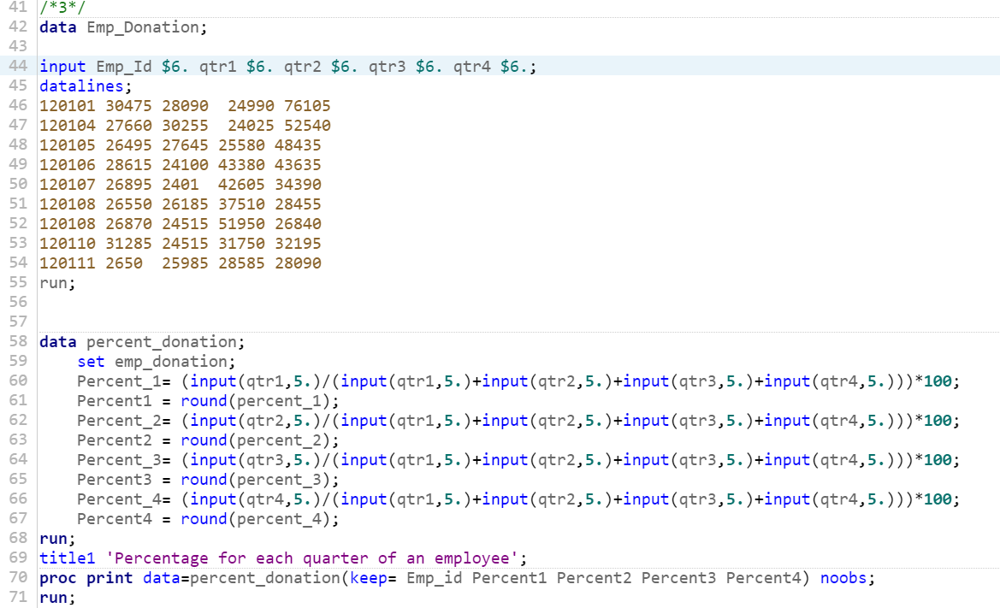 41 /*3*/
42 data Emp_Donation;
43
44 input Emp_Id $6. qtr1 $6. qtr2 $6. qtr3 $6. qtr4 $6.;
45 datalines;
46 120101 30475 28090  24990 76105
47 120104 27660 30255  24025 52540
48 120105 26495 27645 25580 48435
49 120106 28615 24100 43380 43635
50 120107 26895 2401  42605 34390
51 120108 26550 26185 37510 28455
52 120108 26870 24515 51950 26840
53 120110 31285 24515 31750 32195
54 120111 2650  25985 28585 28090
55 run;
56
57
58 data percent_donation;
59     set emp_donation;
60     Percent_1= (input(qtr1,5.)/(input(qtr1,5.)+input(qtr2,5.)+input(qtr3,5.)+input(qtr4,5.)))*100;
61     Percent1 = round(percent_1);
62     Percent_2= (input(qtr2,5.)/(input(qtr1,5.)+input(qtr2,5.)+input(qtr3,5.)+input(qtr4,5.)))*100;
63     Percent2 = round(percent_2);
64     Percent_3= (input(qtr3,5.)/(input(qtr1,5.)+input(qtr2,5.)+input(qtr3,5.)+input(qtr4,5.)))*100;
65     Percent3 = round(percent_3);
66     Percent_4= (input(qtr4,5.)/(input(qtr1,5.)+input(qtr2,5.)+input(qtr3,5.)+input(qtr4,5.)))*100;
67     Percent4 = round(percent_4);
68 run;
69 title1 'Percentage for each quarter of an employee';
70 proc print data=percent_donation(keep= Emp_id Percent1 Percent2 Percent3 Percent4) noobs;
71 run;